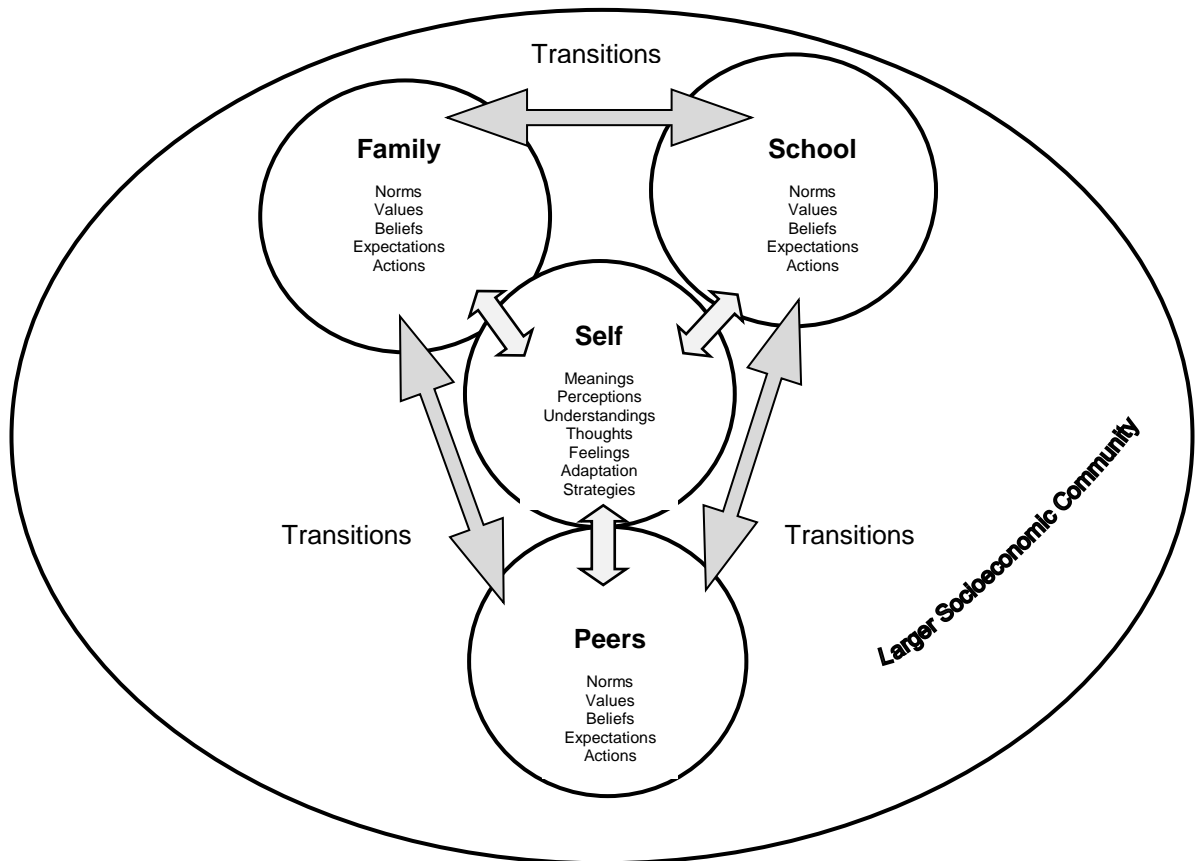 Transitions
Family
Norms
Values
Beliefs
Expectations
Actions
School
Norms
Values
Beliefs
Expectations
Actions
Self
Meanings
Perceptions
Understandings
Thoughts
Feelings
Adaptation
Strategies
Transitions
Transitions
Larger Socioeconomic Community
Peers
Norms
Values
Beliefs
Expectations
Actions